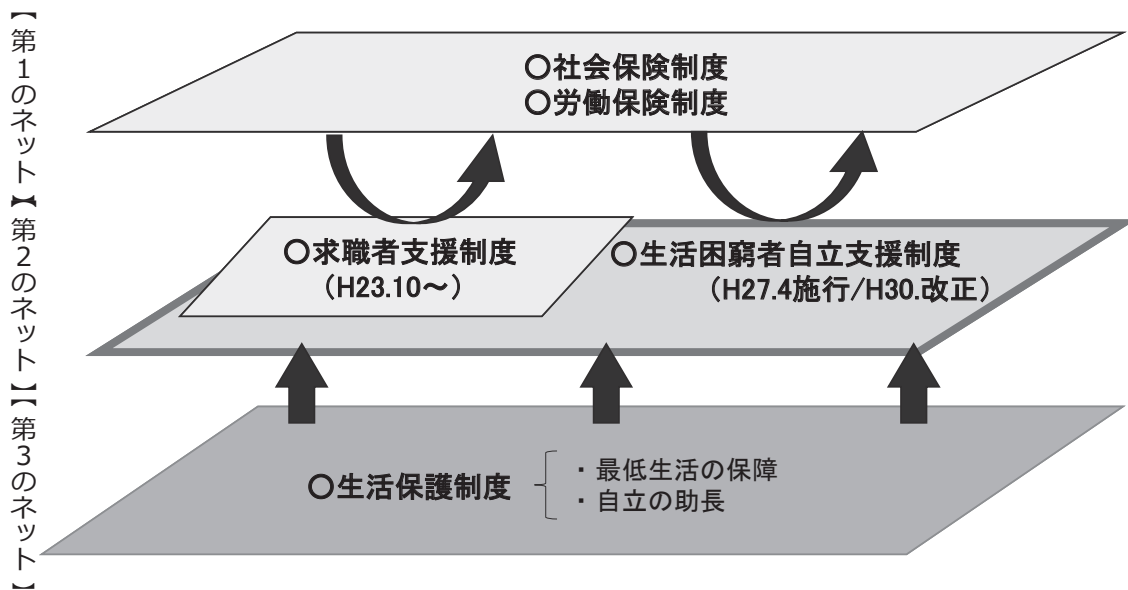 【第1のネット】
○社会保険制度
○労働保険制度
【第2のネット】
○求職者支援制度
（H23.10～）
○生活困窮者自立支援制度
（H27.4施行/H30.改正）
【第3のネット】
○生活保護制度
・最低生活の保障
・自立の助長